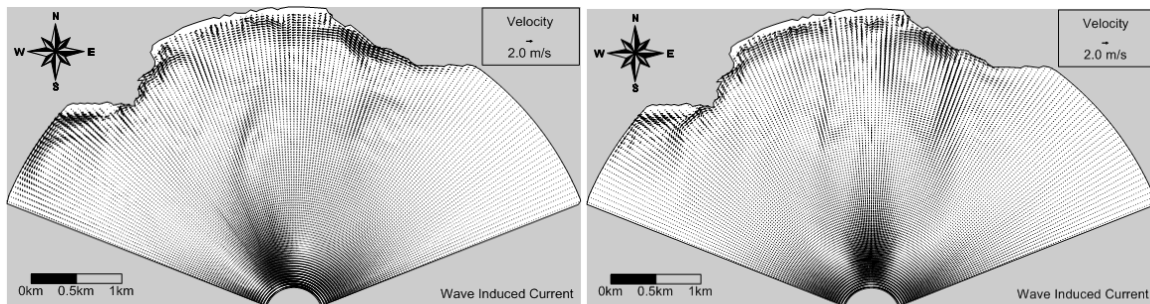 N
W E
S
Velocity
2.0 m/s
0km 0.5km 1km
Wave Induced Current
N
W E
S
Velocity
2.0 m/s
0km 0.5km 1km
Wave Induced Current